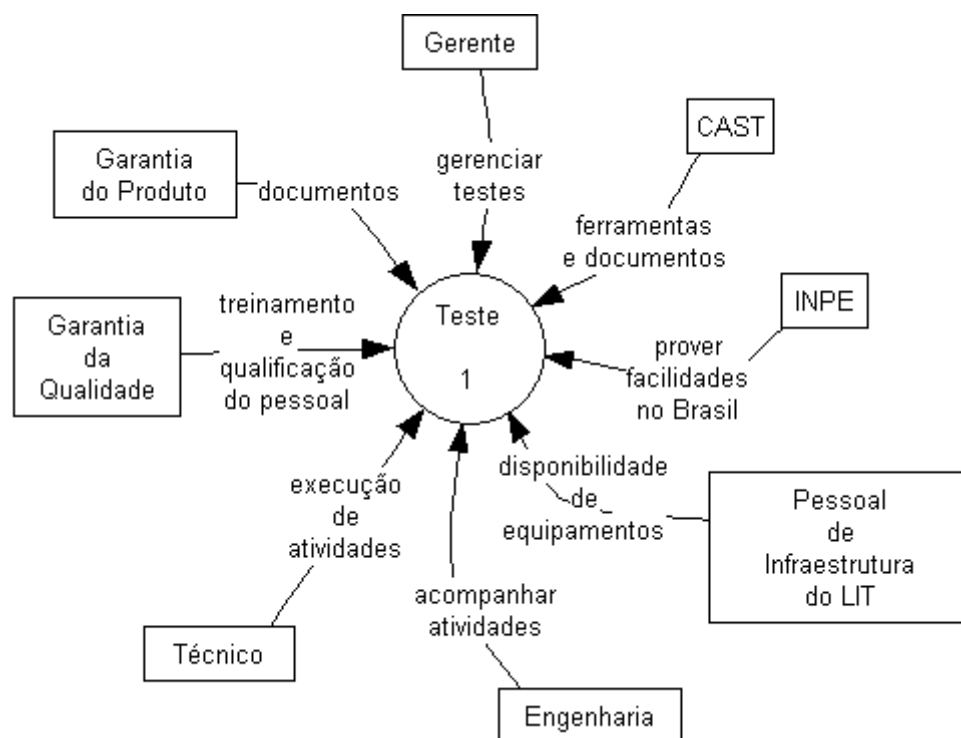 Gerente
CAST
Garantia
do Produto
documentos
gerenciar
testes
ferramentas
e documentos
INPE
Garantia
da
Qualidade
treinamento
e
qualificação
do pessoal
Teste
1
prover
facilidades
no Brasil
execução
de
atividades
disponibilidade
de
equipamentos
Pessoal
de
Infraestrutura
do LIT
acompanhar
atividades
Técnico
Engenharia